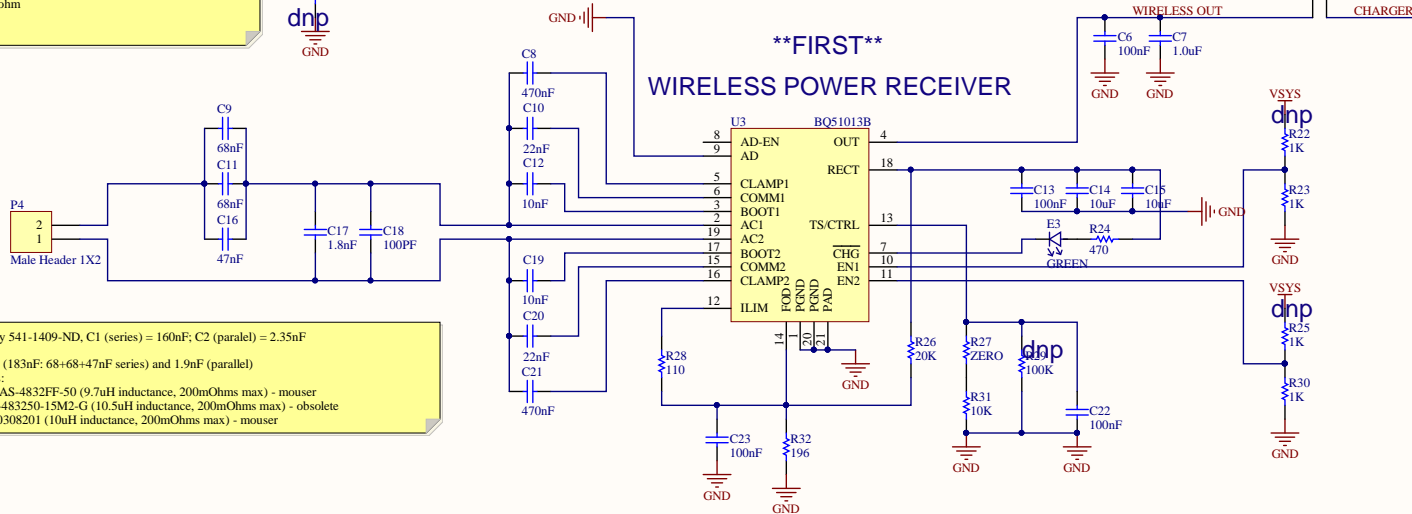 ohm
dnp
GND
GND
**FIRST**
WIRELESS POWER RECEIVER
WIRELESS OUT
CHARGER
C6
100nF
C7
1.0uF
GND
GND
C8
470nF
C10
22nF
C12
10nF
C9
68nF
C11
68nF
C16
47nF
P4
2
1
Male Header 1X2
C17
1.8nF
C18
100PF
C19
10nF
C20
22nF
C21
470nF
U3
BQ51013B
8
AD-EN
9
AD
5
CLAMP1
6
COMM1
3
BOOT1
2
AC1
19
AC2
17
BOOT2
15
COMM2
16
CLAMP2
12
ILIM
OUT
4
RECT
18
TS/CTRL
13
CHG
7
EN1
10
EN2
11
FOD
PGND
PGND
PAD
14
1
20
21
GND
C13
100nF
C14
10uF
C15
10nF
GND
E3
GREEN
R24
470
VSYS
dnp
R22
1K
R23
1K
GND
VSYS
dnp
R25
1K
R30
1K
GND
R28
110
R26
20K
R27
ZERO
dnp
R29
100K
R31
10K
C22
100nF
GND
GND
C23
100nF
GND
R32
196
GND
y 541-1409-ND, C1 (series) = 160nF; C2 (paralel) = 2.35nF
(183nF: 68+68+47nF series) and 1.9nF (parallel)
:
AS-4832FF-50 (9.7uH inductance, 200mOhms max) - mouser
483250-15M2-G (10.5uH inductance, 200mOhms max) - obsolete
0308201 (10uH inductance, 200mOhms max) - mouser